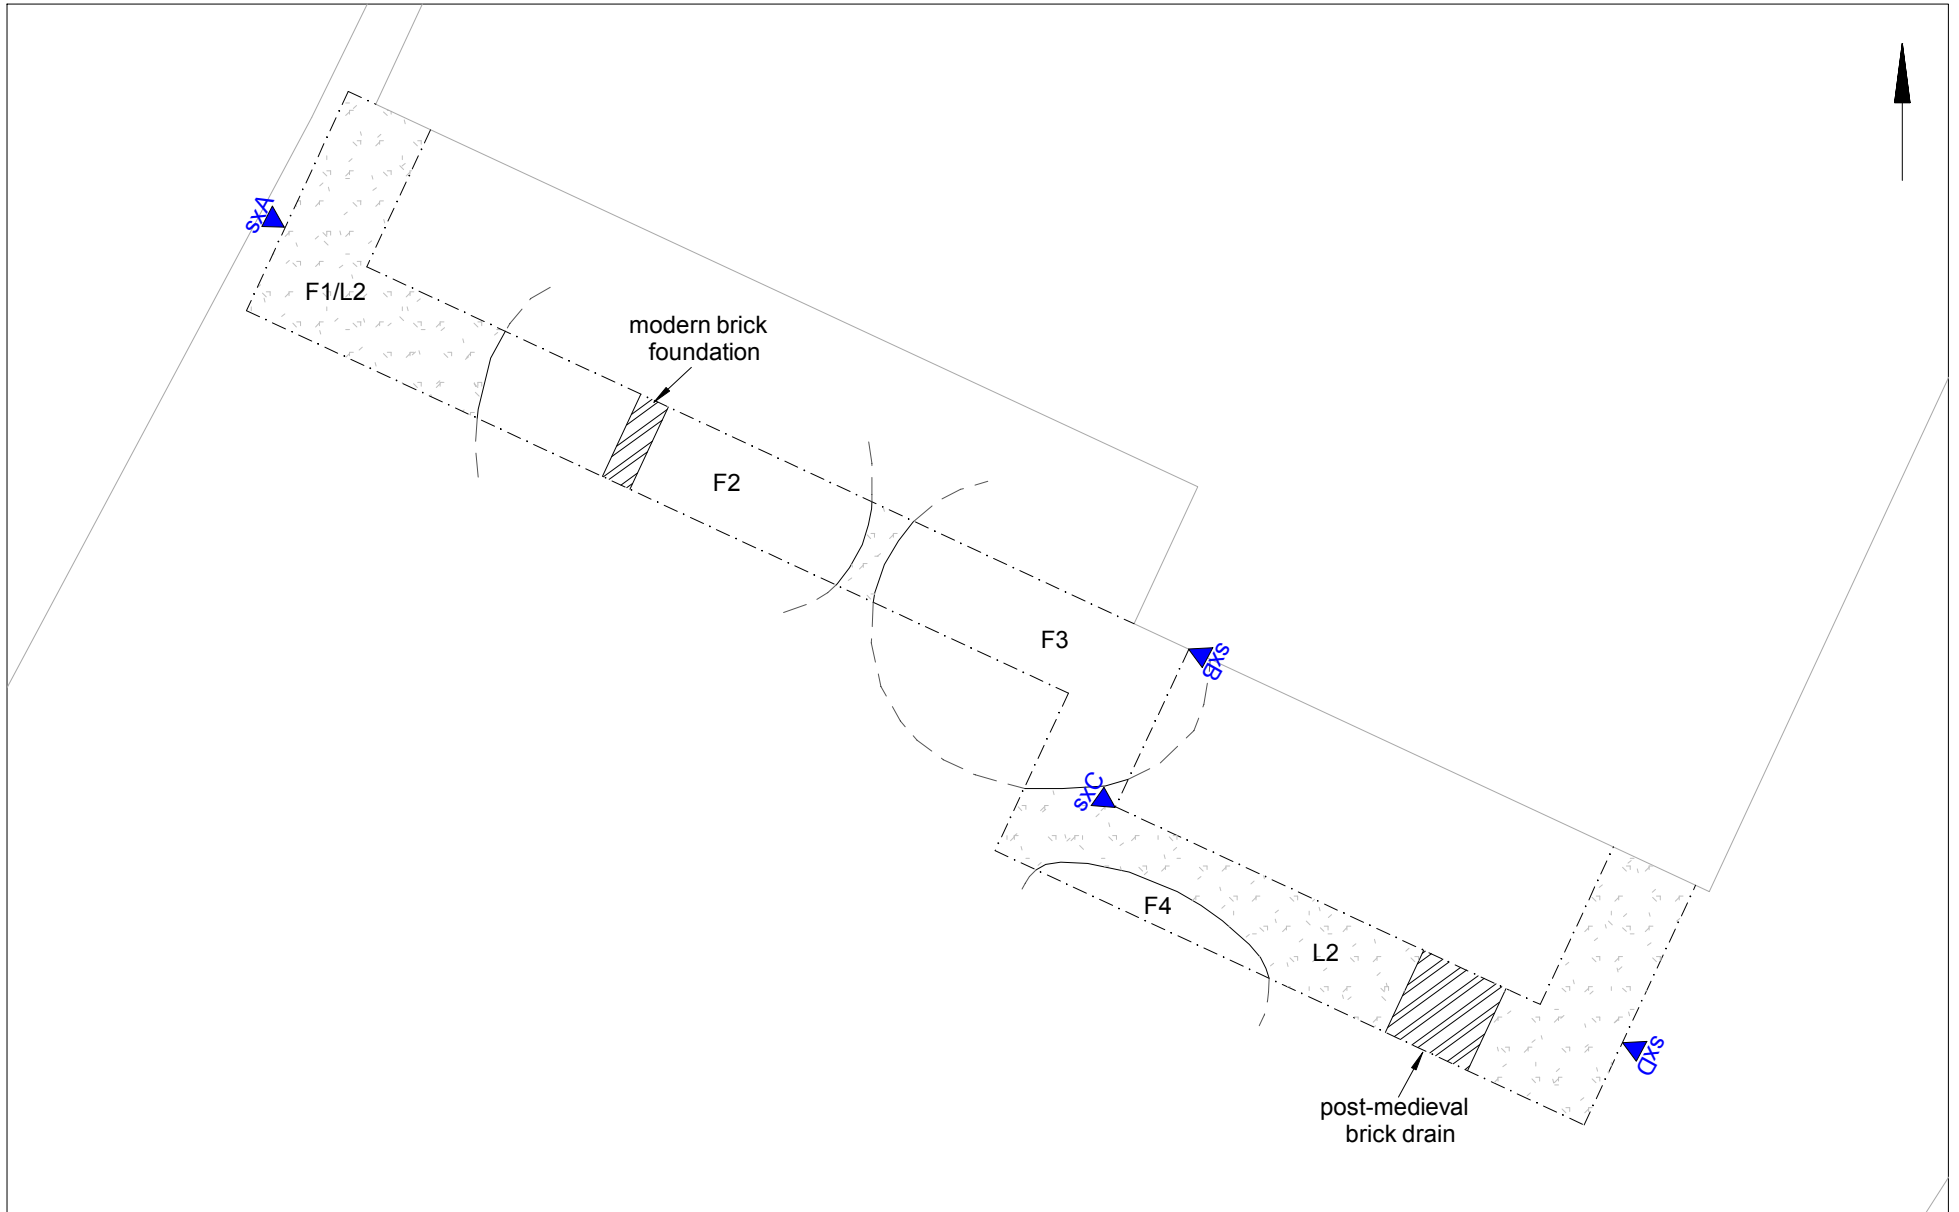 sxA
F1/L2
modern brick
foundation
F2
F3
sxB
sxC
F4
L2
sxD
post-medieval
brick drain